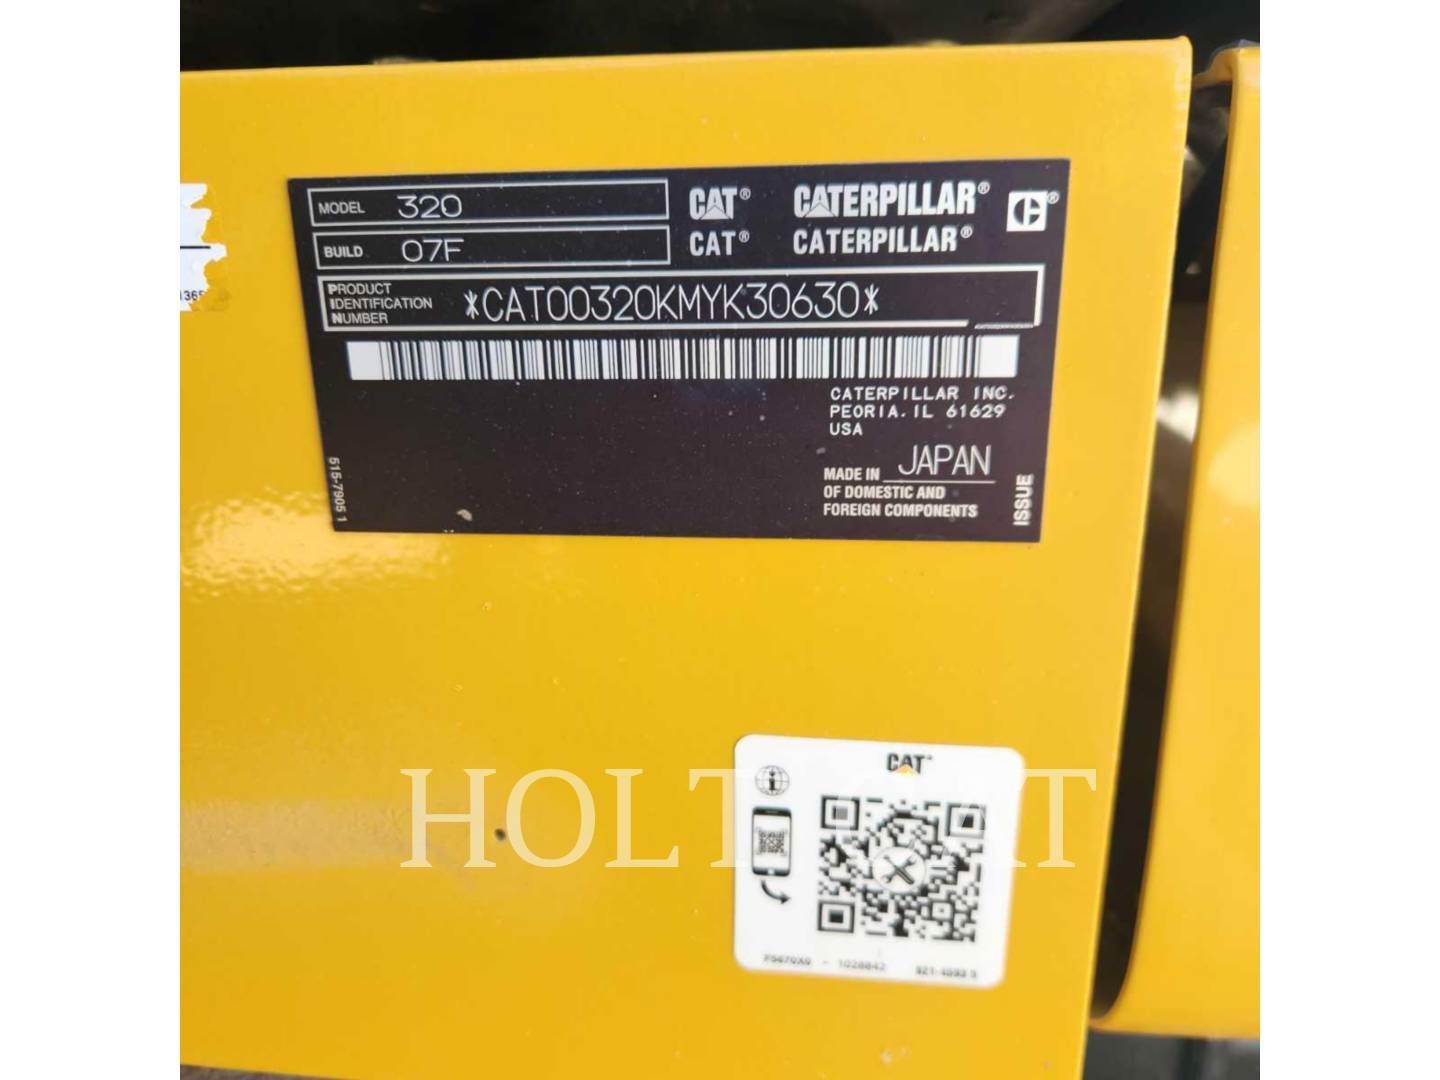 MODEL 320
CAT® CATERPILLAR®
BUILD 07F
CAT® CATERPILLAR®
PRODUCT
IDENTIFICATION
NUMBER
*CAT00320KMYK30630*
CATERPILLAR INC.
PEORIA, IL 61629
USA
MADE IN JAPAN
OF DOMESTIC AND
FOREIGN COMPONENTS
ISSUE
515-7905 1
CAT
HOLT CAT
1028842